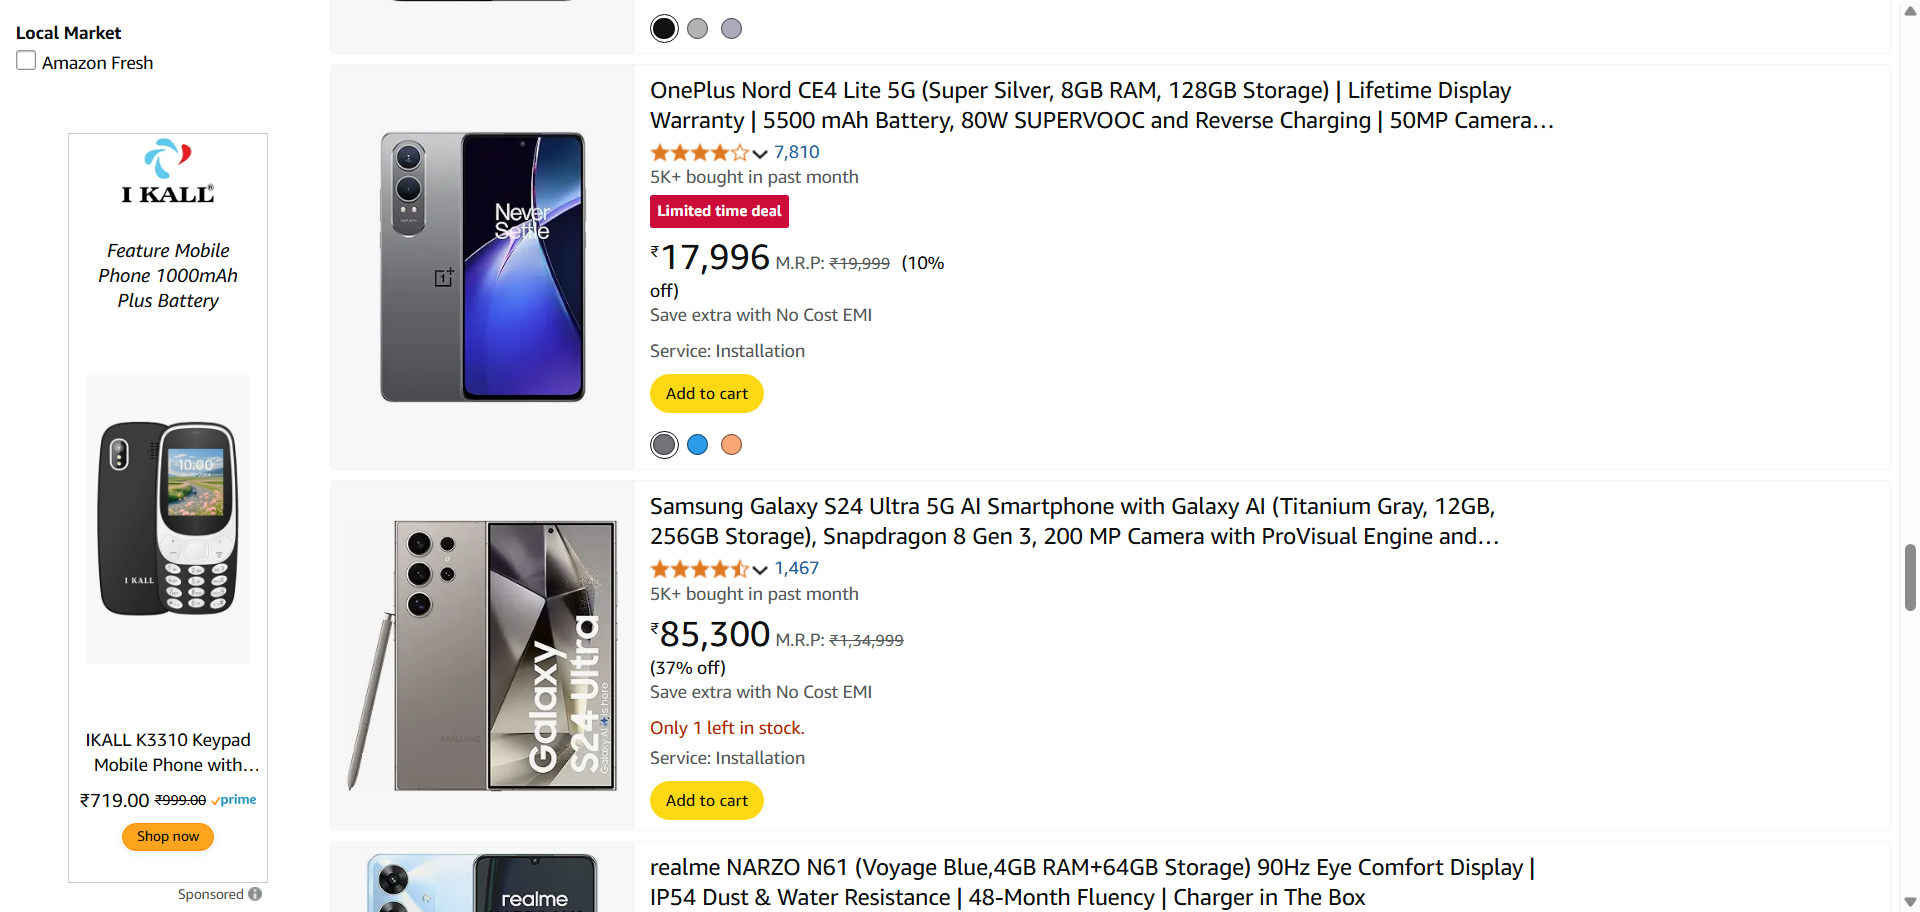 Local Market
Amazon Fresh
I KALL®
Feature Mobile
Phone 1000mAh
Plus Battery
10:00
I KALL
IKALL K3310 Keypad
Mobile Phone with...
₹719.00 ₹999.00 prime
Shop now
Sponsored
OnePlus Nord CE4 Lite 5G (Super Silver, 8GB RAM, 128GB Storage) | Lifetime Display
Warranty | 5500 mAh Battery, 80W SUPERVOOC and Reverse Charging | 50MP Camera…
7,810
5K+ bought in past month
Limited time deal
₹17,996 M.R.P: ₹19,999 (10%
off)
Save extra with No Cost EMI
Service: Installation
Add to cart
Never
Settle
Samsung Galaxy S24 Ultra 5G AI Smartphone with Galaxy AI (Titanium Gray, 12GB,
256GB Storage), Snapdragon 8 Gen 3, 200 MP Camera with ProVisual Engine and…
1,467
5K+ bought in past month
₹85,300 M.R.P: ₹1,34,999
(37% off)
Save extra with No Cost EMI
Only 1 left in stock.
Service: Installation
Add to cart
SAMSUNG
Galaxy
S24 Ultra
Galaxy AI is here
realme NARZO N61 (Voyage Blue,4GB RAM+64GB Storage) 90Hz Eye Comfort Display |
IP54 Dust & Water Resistance | 48-Month Fluency | Charger in The Box
realme